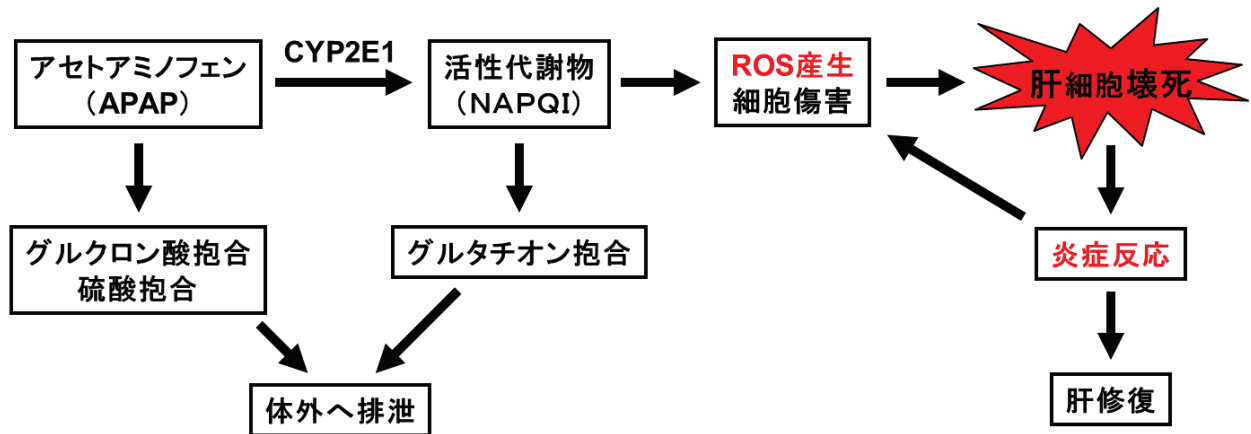 CYP2E1
アセトアミノフェン
（APAP）
活性代謝物
（NAPQI）
ROS産生
細胞傷害
肝細胞壊死
グルクロン酸抱合
硫酸抱合
グルタチオン抱合
炎症反応
体外へ排泄
肝修復